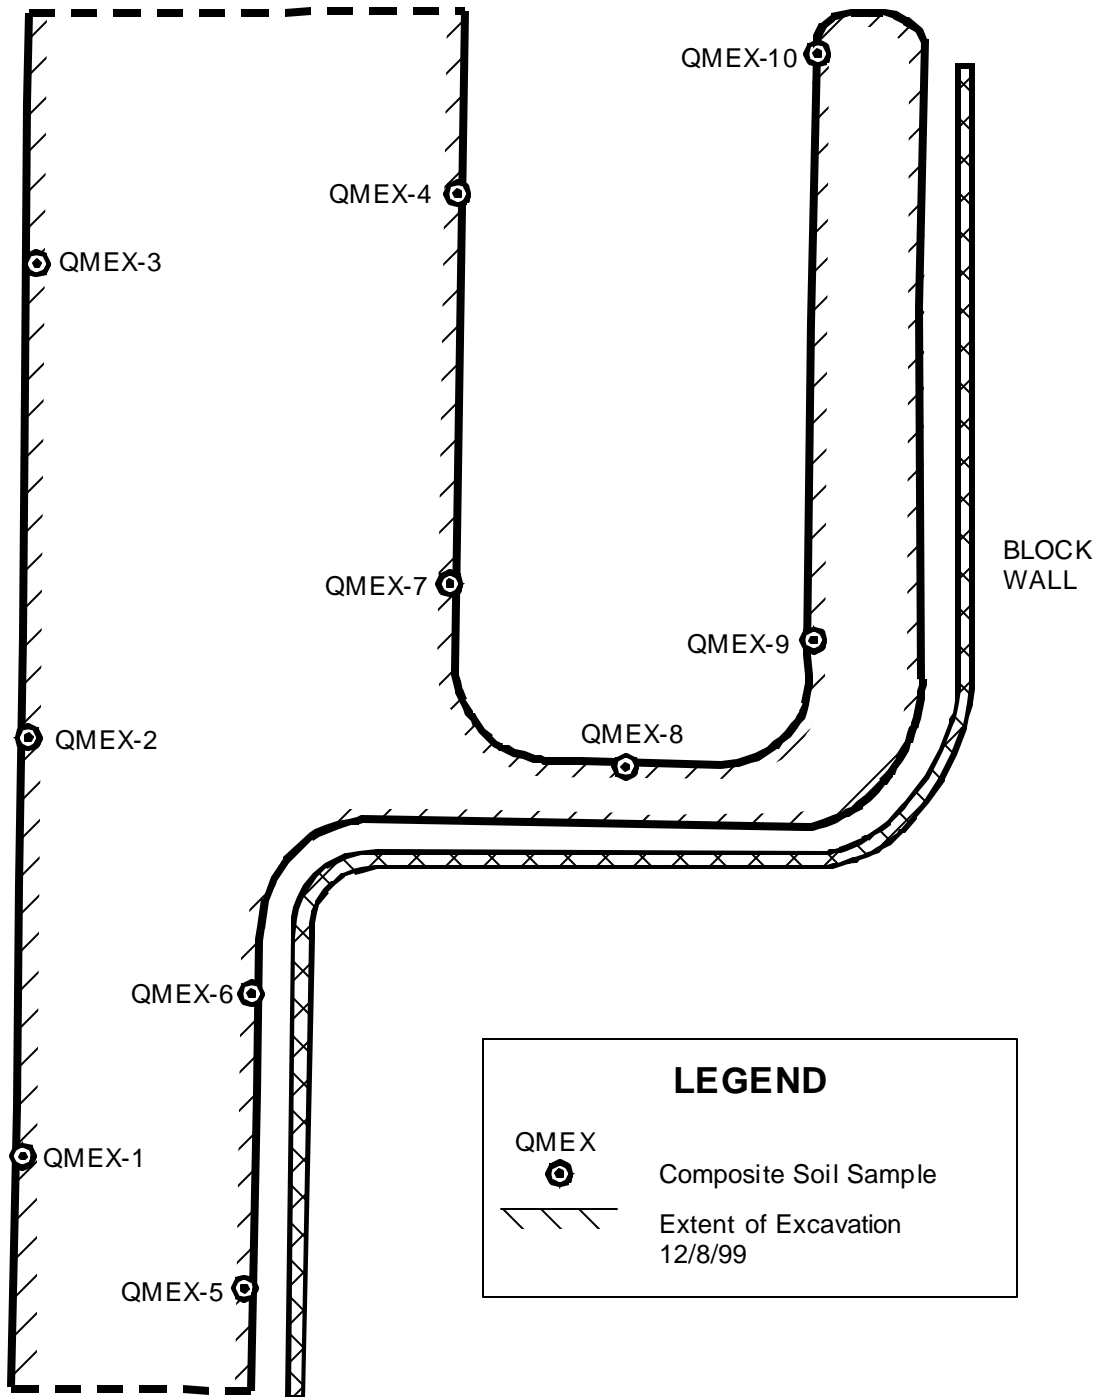 QMEX-10
QMEX-4
QMEX-3
BLOCK
WALL
QMEX-7
QMEX-9
QMEX-8
QMEX-2
QMEX-6
QMEX-1
QMEX-5
LEGEND
QMEX
Composite Soil Sample
Extent of Excavation
12/8/99